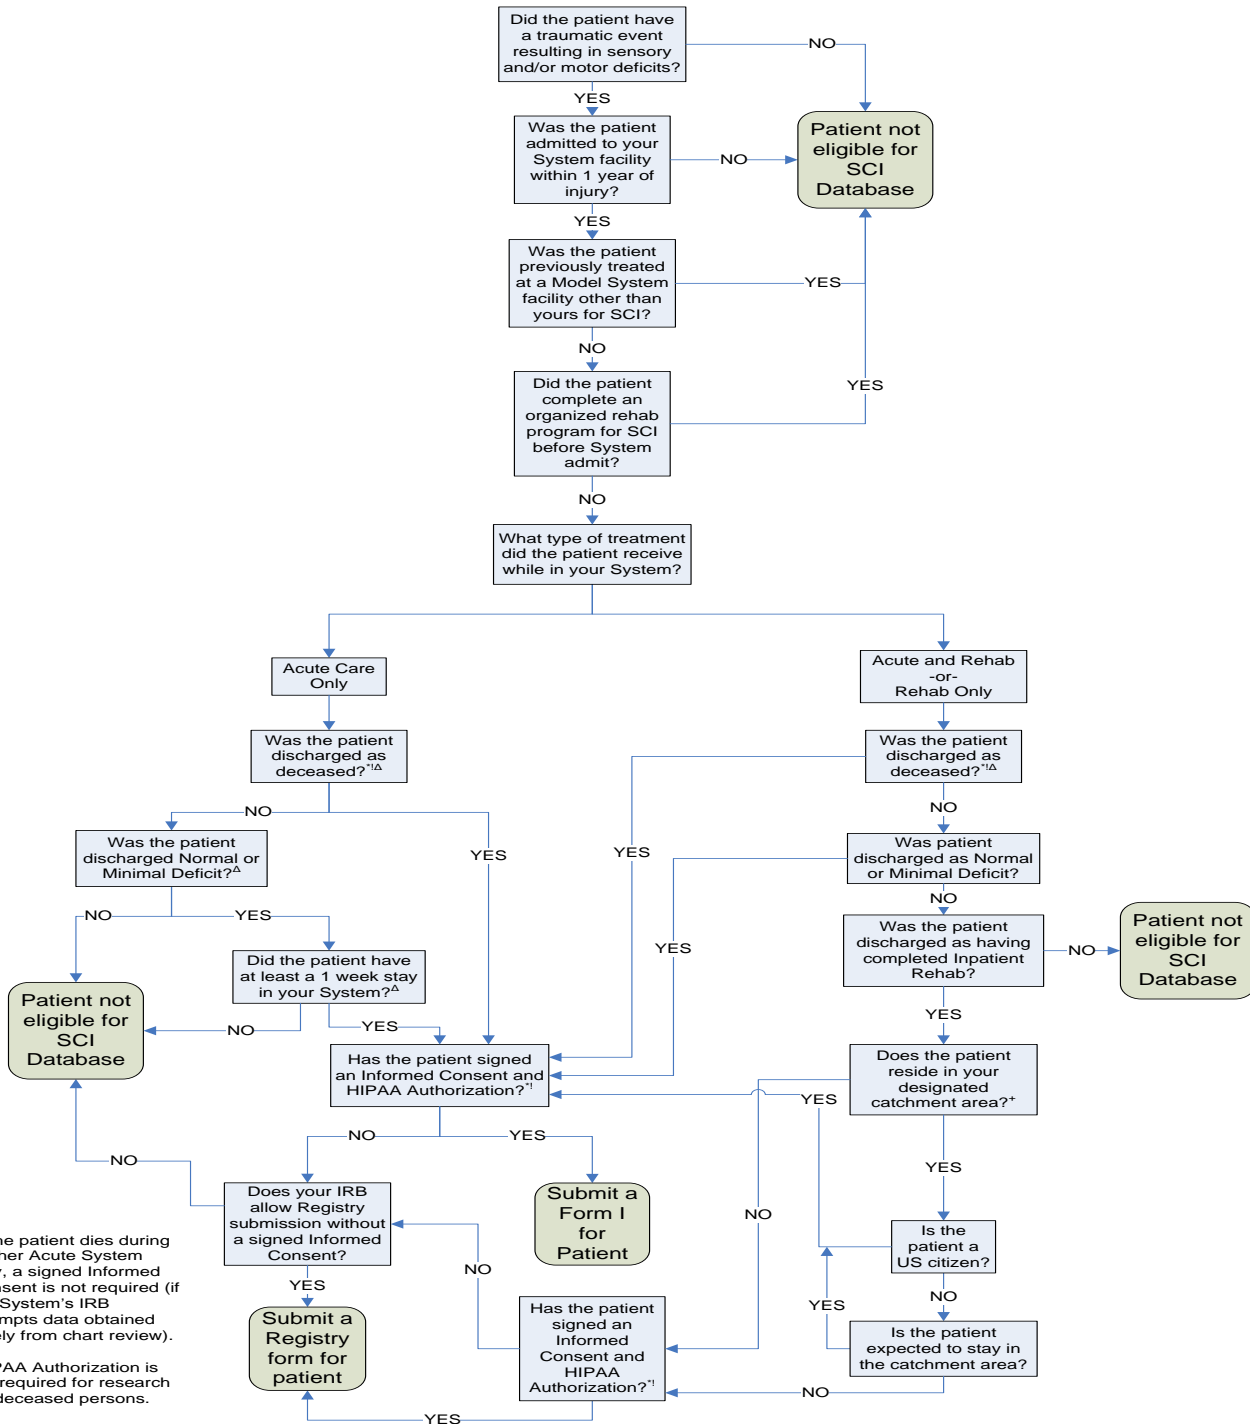 Did the patient have
a traumatic event
resulting in sensory
and/or motor deficits?
NO
YES
Was the patient
admitted to your
System facility
within 1 year of
injury?
NO
Patient not
eligible for
SCI
Database
YES
Was the patient
previously treated
at a Model System
facility other than
yours for SCI?
YES
NO
Did the patient
complete an
organized rehab
program for SCI
before System
admit?
YES
NO
What type of treatment
did the patient receive
while in your System?
Acute Care
Only
Acute and Rehab
-or-
Rehab Only
Was the patient
discharged as
deceased?*!Δ
Was the patient
discharged as
deceased?*!Δ
NO
YES
YES
NO
Was the patient
discharged Normal or
Minimal Deficit?Δ
Was patient
discharged as Normal
or Minimal Deficit?
NO
YES
YES
NO
Did the patient have
at least a 1 week stay
in your System?Δ
Was the patient
discharged as having
completed Inpatient
Rehab?
NO
Patient not
eligible for
SCI
Database
Patient not
eligible for
SCI
Database
NO
YES
YES
Has the patient signed
an Informed Consent and
HIPAA Authorization?*!
Does the patient
reside in your
designated
catchment area?+
YES
NO
YES
NO
YES
NO
Does your IRB
allow Registry
submission without
a signed Informed
Consent?
Submit a
Form I
for
Patient
NO
Is the
patient a
US citizen?
he patient dies during
her Acute System
y, a signed Informed
nsent is not required (if
System's IRB
mpts data obtained
ely from chart review).
PAA Authorization is
required for research
deceased persons.
YES
NO
YES
NO
Submit a
Registry
form for
patient
Has the patient
signed an
Informed
Consent and
HIPAA
Authorization?*!
Is the patient
expected to stay in
the catchment area?
NO
YES